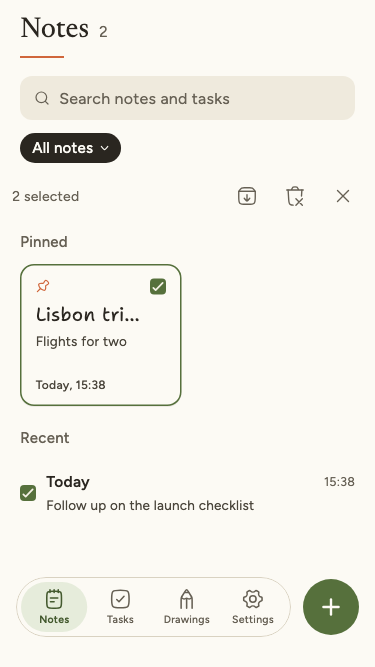 Notes 2
Search notes and tasks
All notes
2 selected
Pinned
Lisbon tri...
Flights for two
Today, 15:38
Recent
Today 15:38
Follow up on the launch checklist
Notes Tasks Drawings Settings